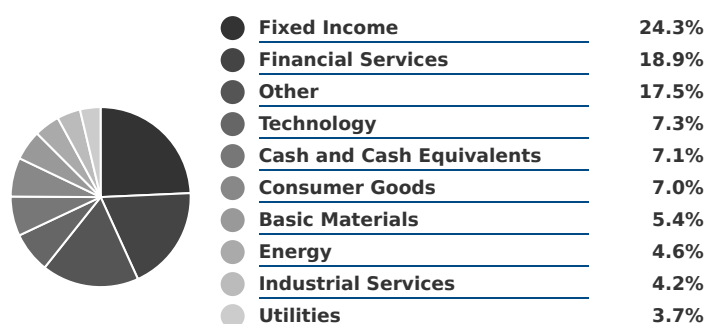 Fixed Income 24.3%
Financial Services 18.9%
Other 17.5%
Technology 7.3%
Cash and Cash Equivalents 7.1%
Consumer Goods 7.0%
Basic Materials 5.4%
Energy 4.6%
Industrial Services 4.2%
Utilities 3.7%